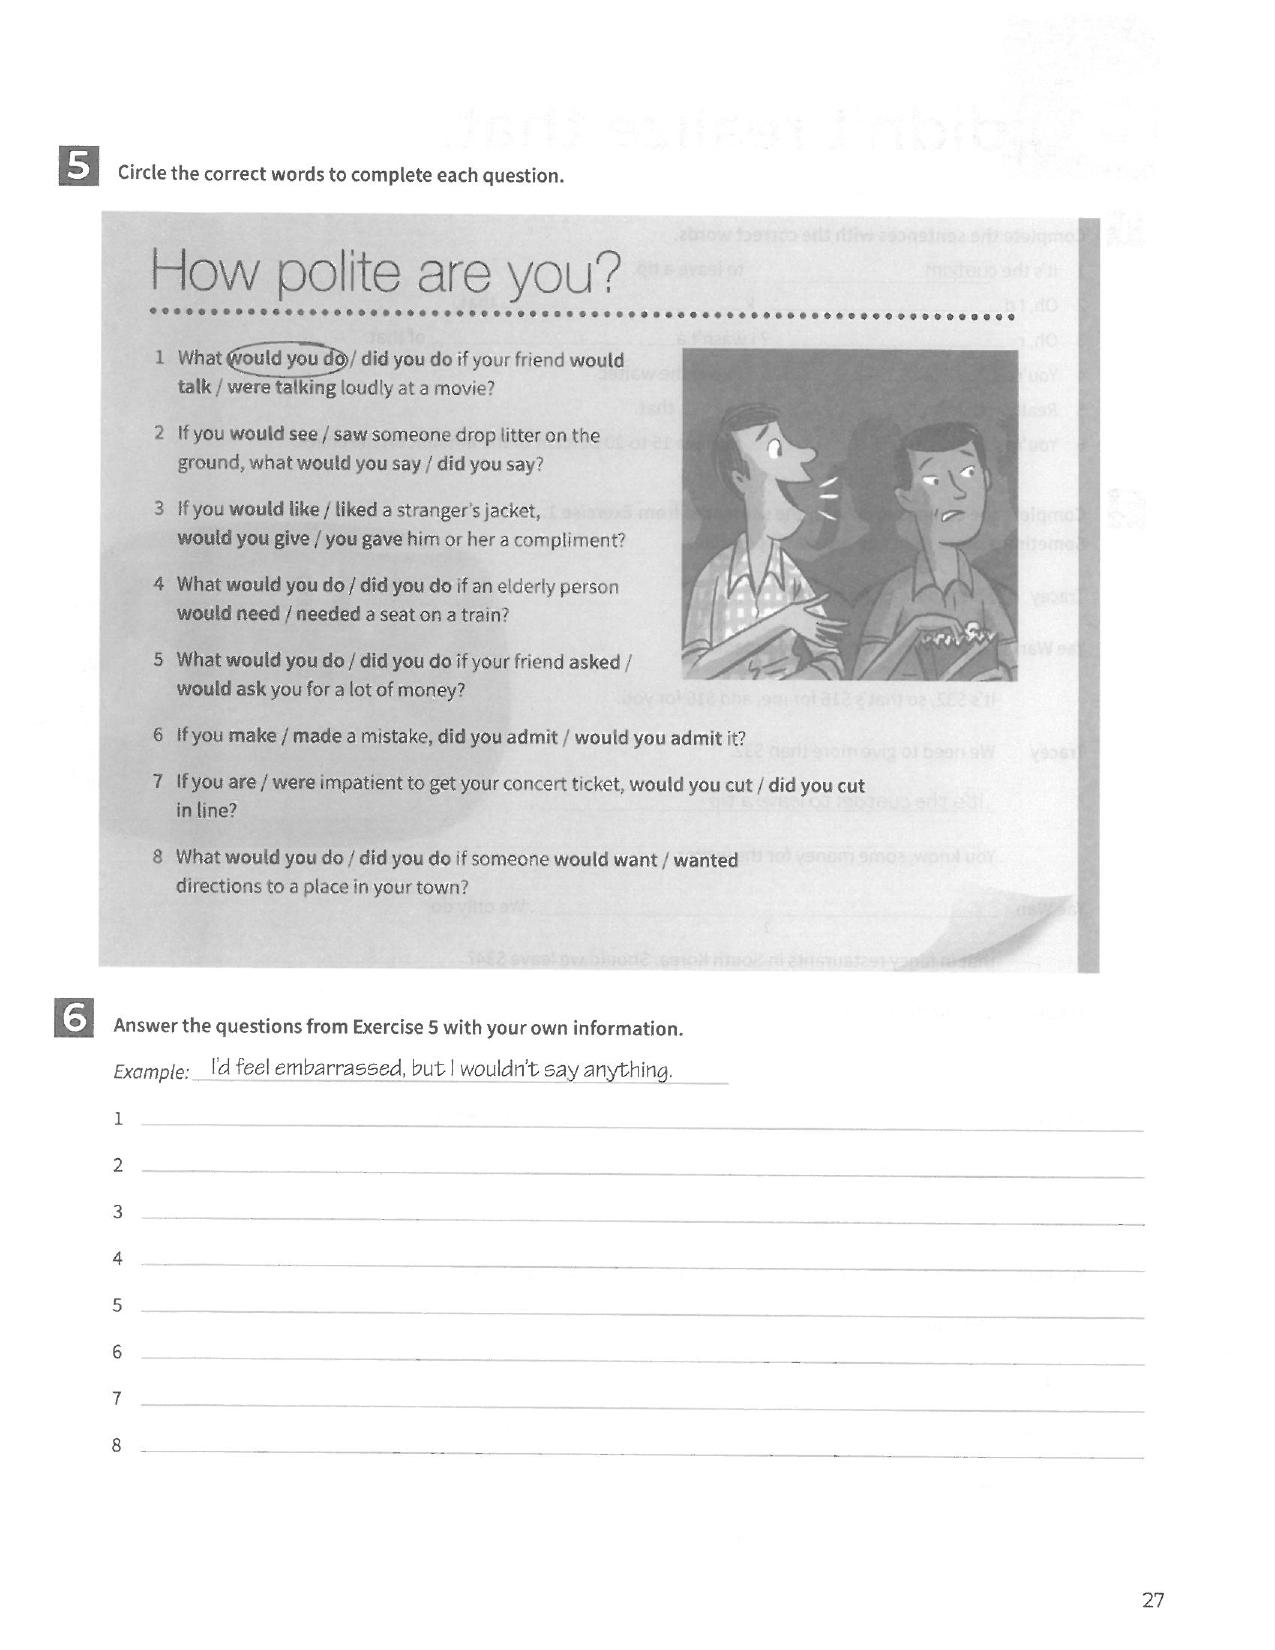 5 Circle the correct words to complete each question.
How polite are you?
1 What would you do / did you do if your friend would
talk / were talking loudly at a movie?
2 If you would see / saw someone drop litter on the
ground, what would you say / did you say?
3 If you would like / liked a stranger's jacket,
would you give / you gave him or her a compliment?
4 What would you do / did you do if an elderly person
would need / needed a seat on a train?
5 What would you do / did you do if your friend asked /
would ask you for a lot of money?
6 If you make / made a mistake, did you admit / would you admit it?
7 If you are / were impatient to get your concert ticket, would you cut / did you cut
in line?
8 What would you do / did you do if someone would want / wanted
directions to a place in your town?
6 Answer the questions from Exercise 5 with your own information.
Example: I'd feel embarrassed, but I wouldn't say anything.
1
2
3
4
5
6
7
8
27